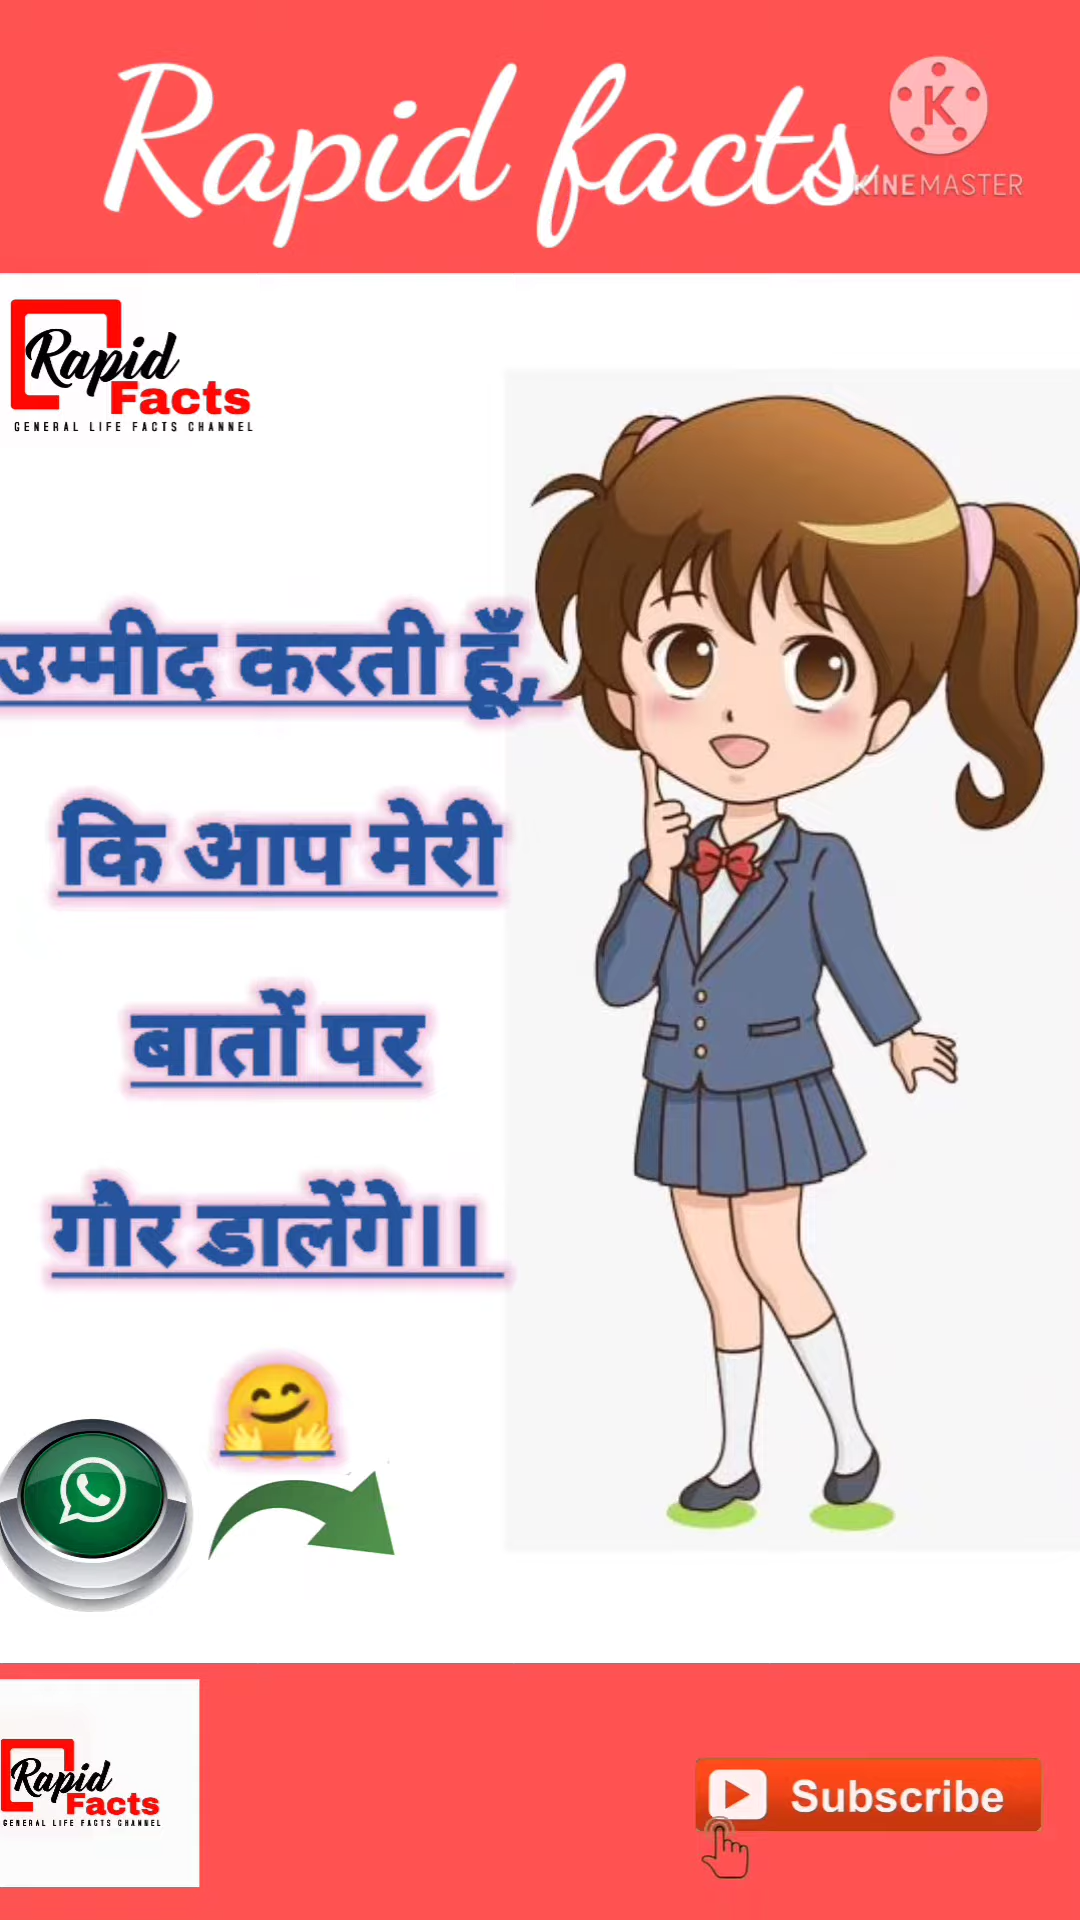 Rapid facts
K
KINEMASTER
Rapid
Facts
GENERAL LIFE FACTS CHANNEL
उम्मीद करती हूँ,
कि आप मेरी
बातों पर
गौर डालेंगे।।
Rapid
Facts
GENERAL LIFE FACTS CHANNEL
Subscribe